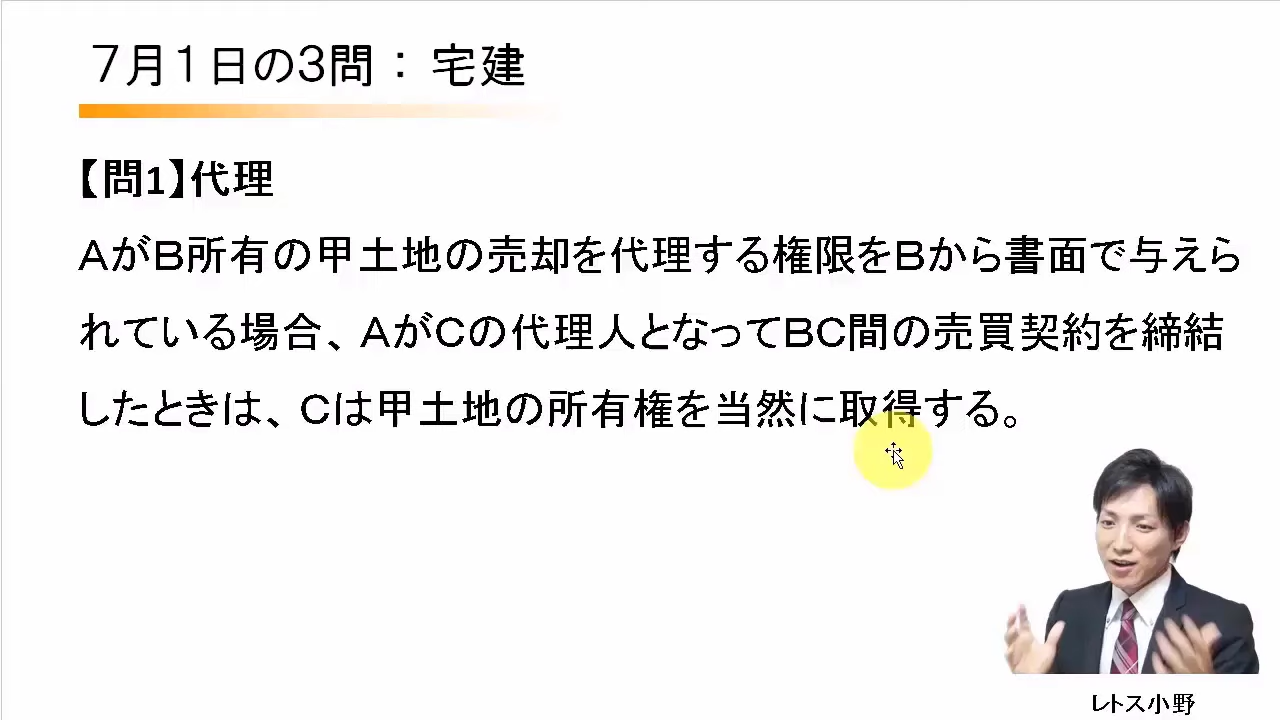 7月1日の3問：宅建
【問1】代理
ＡがＢ所有の甲土地の売却を代理する権限をＢから書面で与えら
れている場合、ＡがＣの代理人となってＢＣ間の売買契約を締結
したときは、Ｃは甲土地の所有権を当然に取得する。
レトス小野